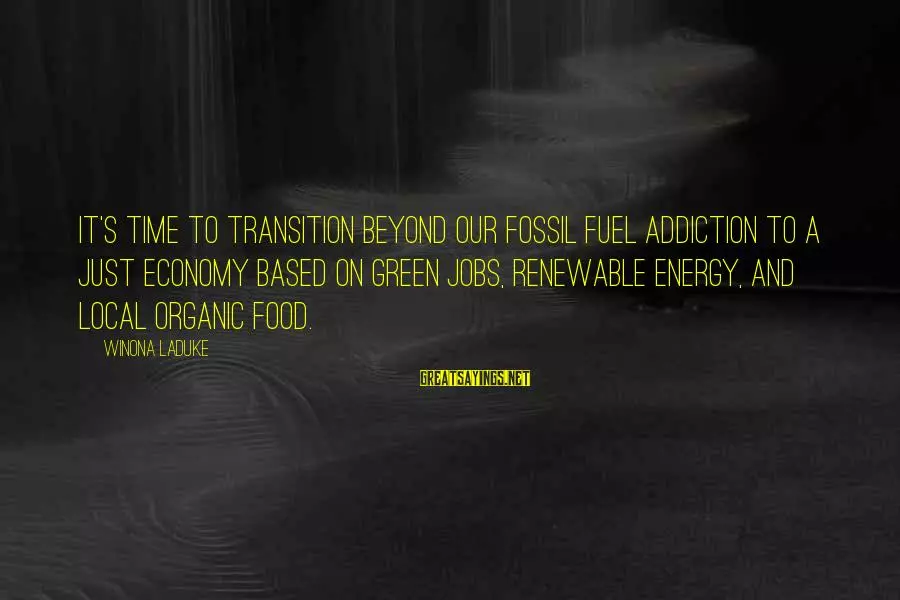 IT'S TIME TO TRANSITION BEYOND OUR FOSSIL FUEL ADDICTION TO A
JUST ECONOMY BASED ON GREEN JOBS, RENEWABLE ENERGY, AND
LOCAL ORGANIC FOOD.
WINONA LADUKE
GREATSAYINGS.NET